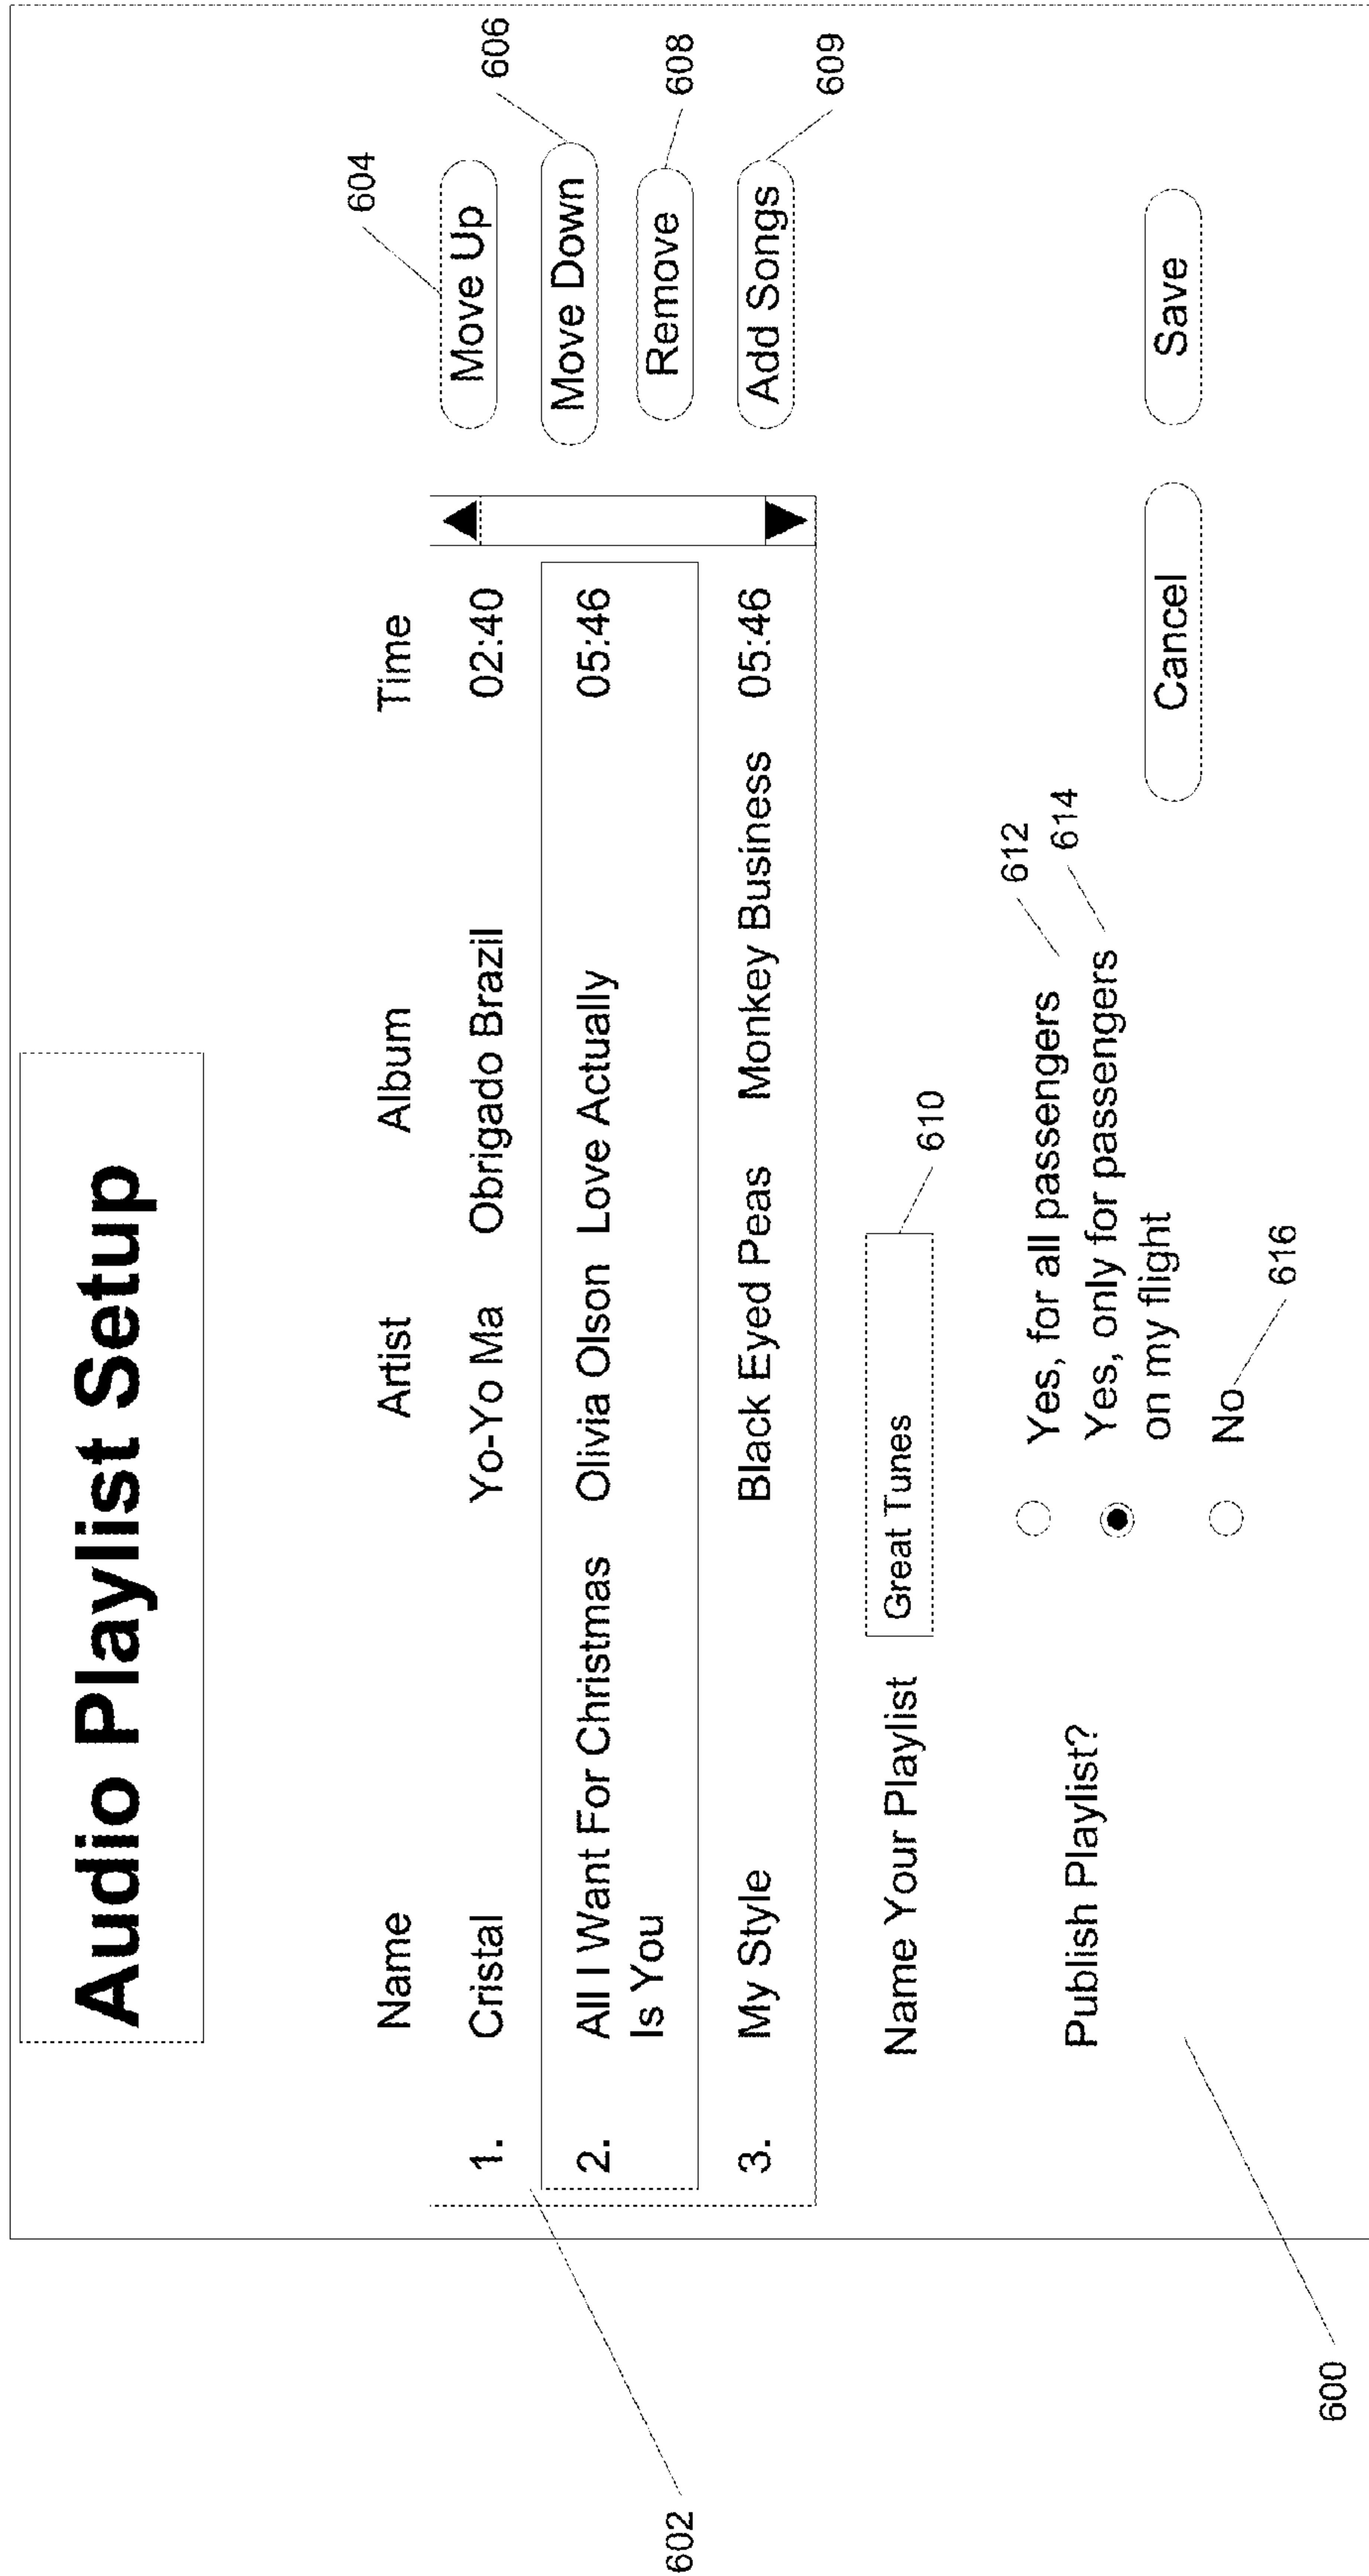 Audio Playlist Setup
Name Artist Album Time
1. Cristal Yo-Yo Ma Obrigado Brazil 02:40
2. All I Want For Christmas Olivia Olson Love Actually 05:46
Is You
3. My Style Black Eyed Peas Monkey Business 05:46
Move Up
Move Down
Remove
Add Songs
604
606
608
609
602
Name Your Playlist Great Tunes
610
Publish Playlist?
Yes, for all passengers
612
Yes, only for passengers
on my flight
614
No
616
Cancel Save
600